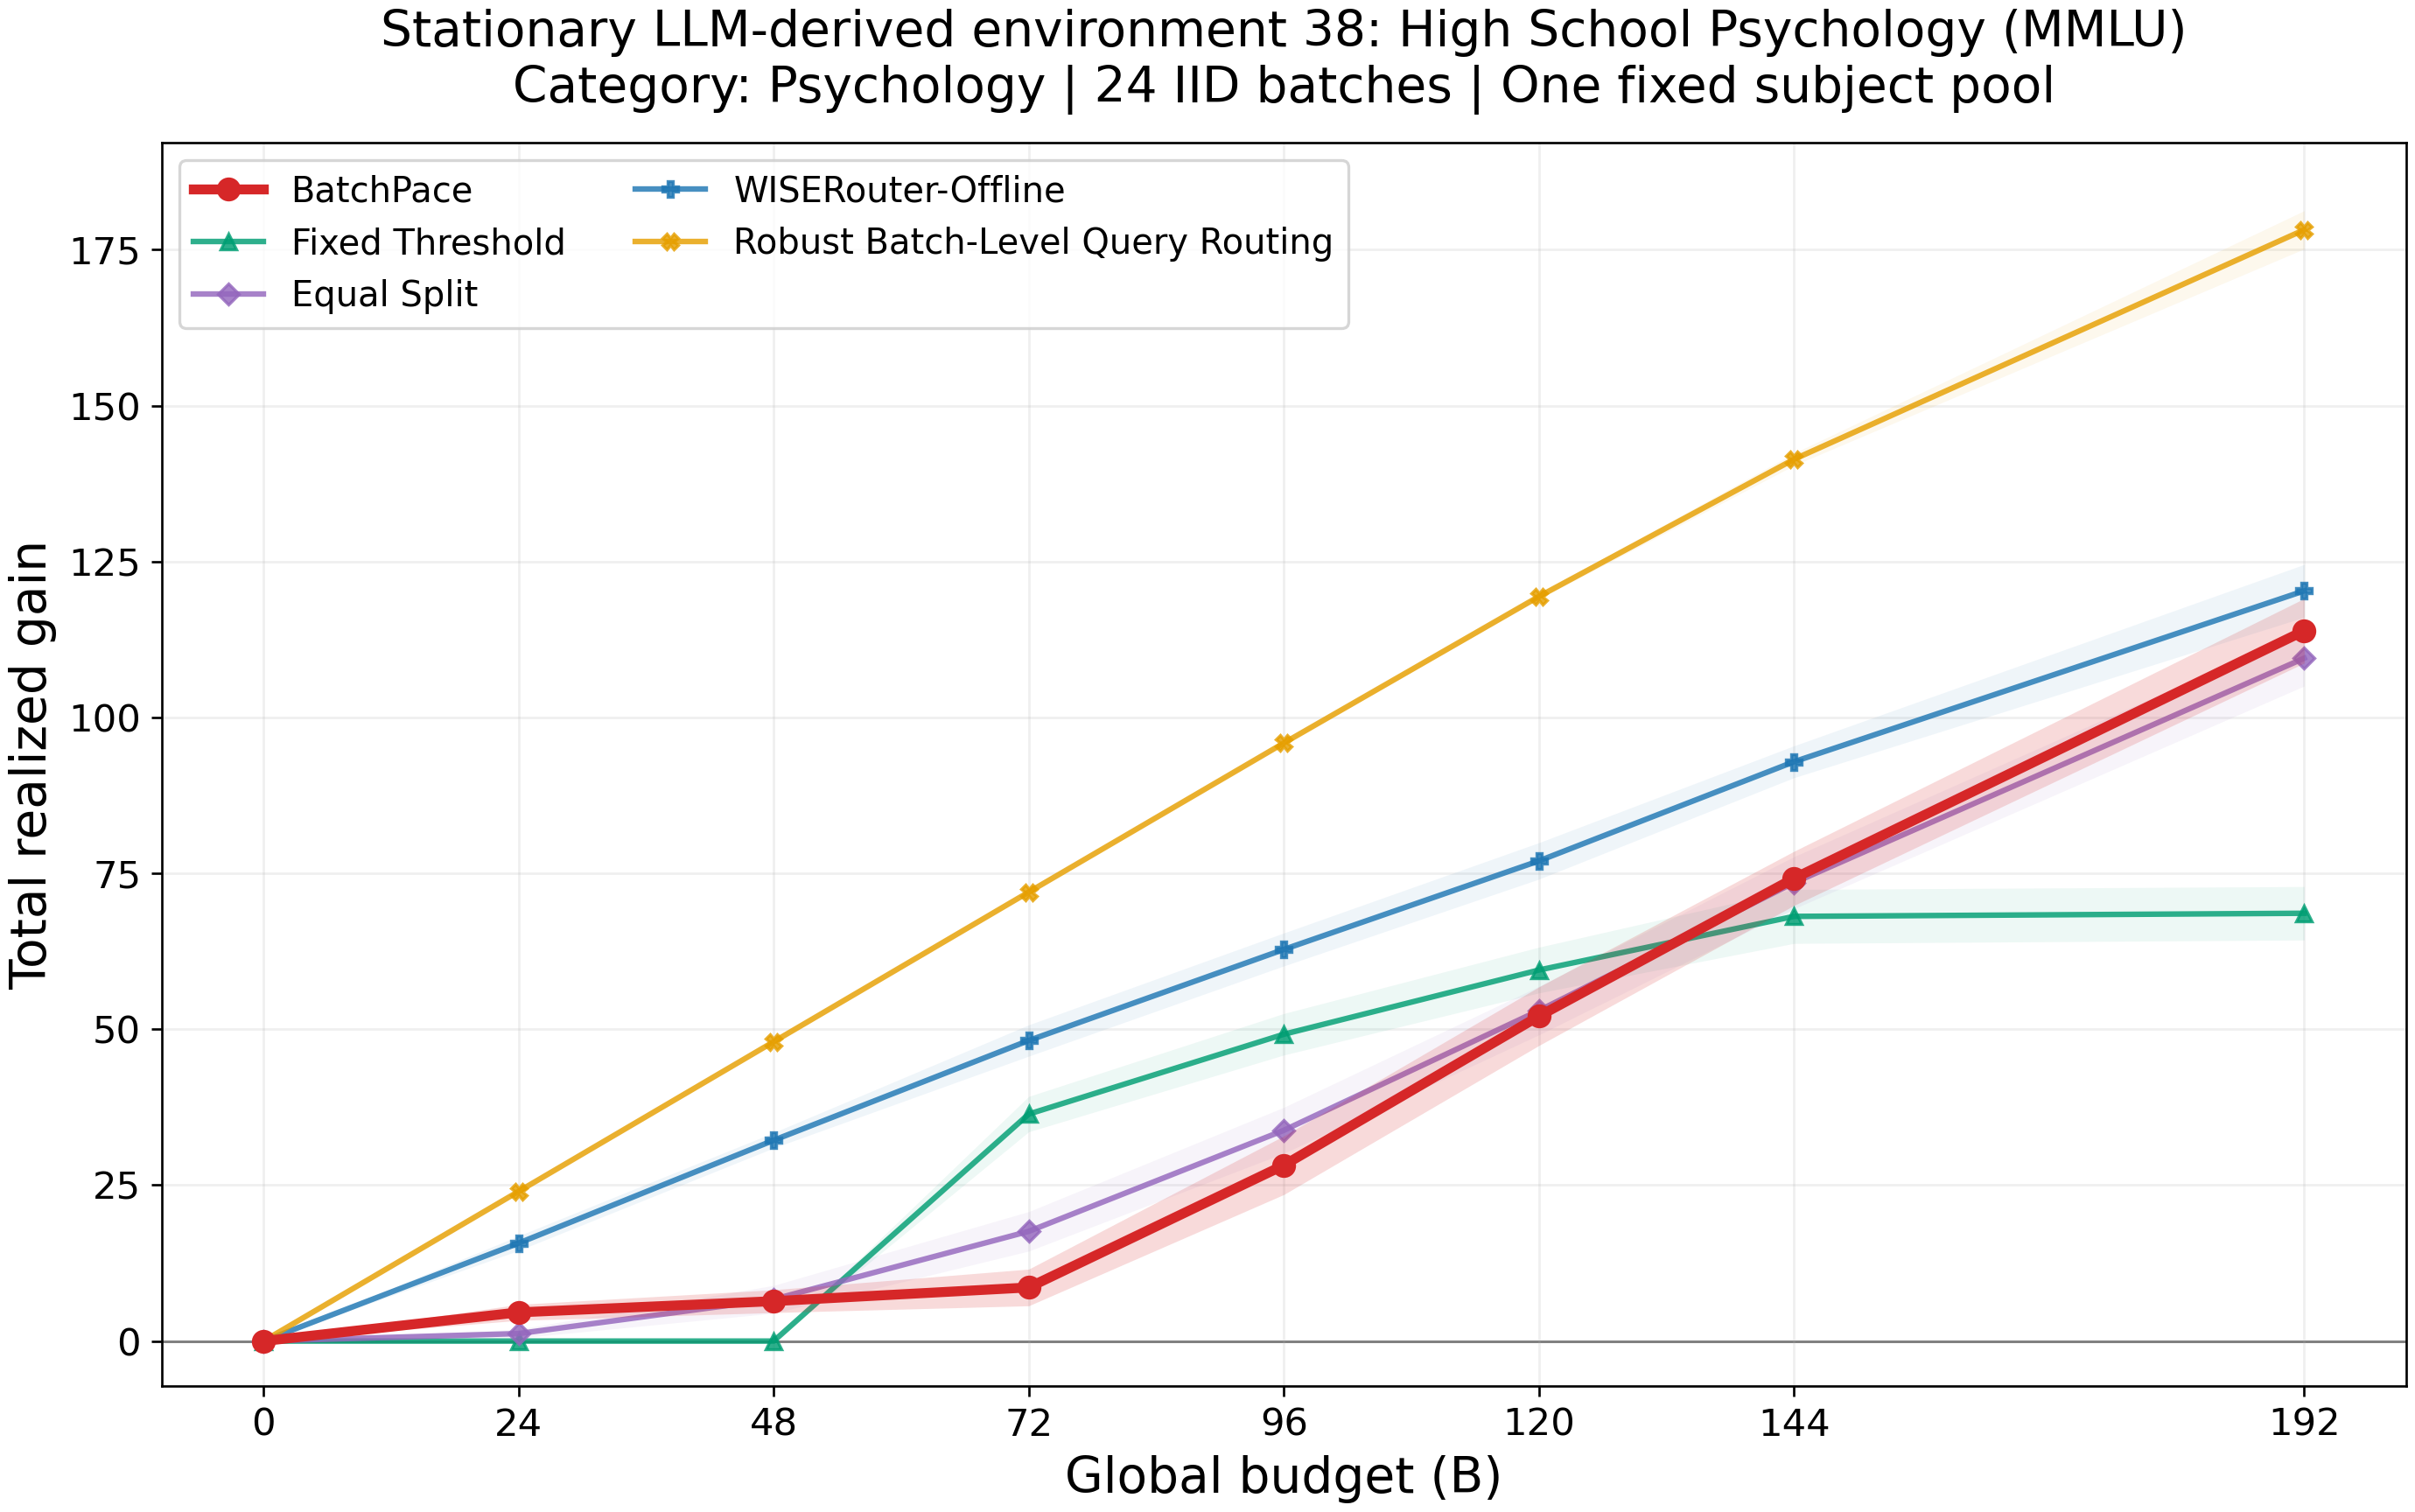 Stationary LLM-derived environment 38: High School Psychology (MMLU)
Category: Psychology | 24 IID batches | One fixed subject pool
BatchPace
Fixed Threshold
Equal Split
WISERouter-Offline
Robust Batch-Level Query Routing
Total realized gain
175
150
125
100
75
50
25
0
0 24 48 72 96 120 144 192
Global budget (B)